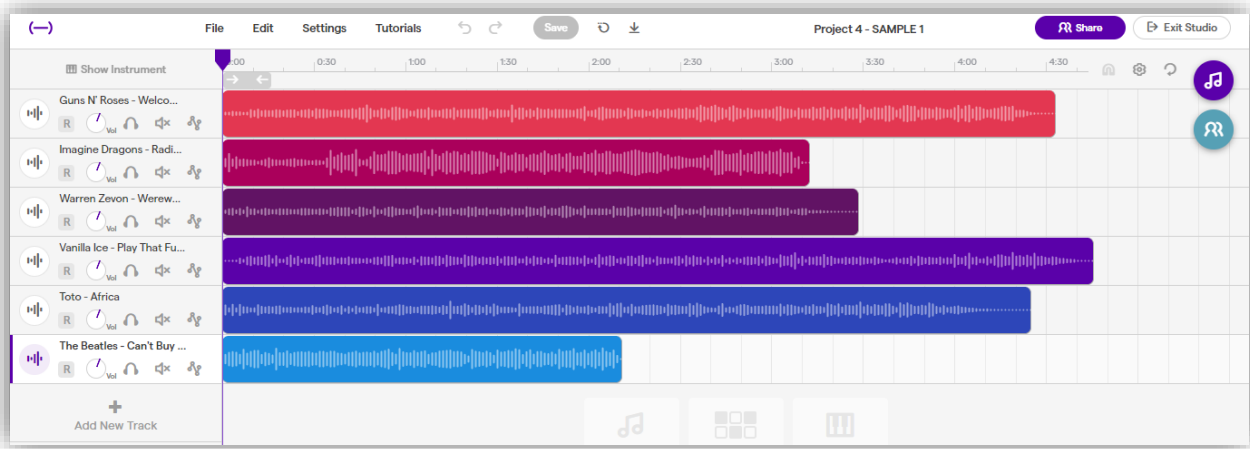 File Edit Settings Tutorials Save Project 4 - SAMPLE 1 Share Exit Studio
Show Instrument
:00 0:30 1:00 1:30 2:00 2:30 3:00 3:30 4:00 4:30
Guns N' Roses - Welco...
R Vol
Imagine Dragons - Radi...
R Vol
Warren Zevon - Werew...
R Vol
Vanilla Ice - Play That Fu...
R Vol
Toto - Africa
R Vol
The Beatles - Can't Buy ...
R Vol
Add New Track